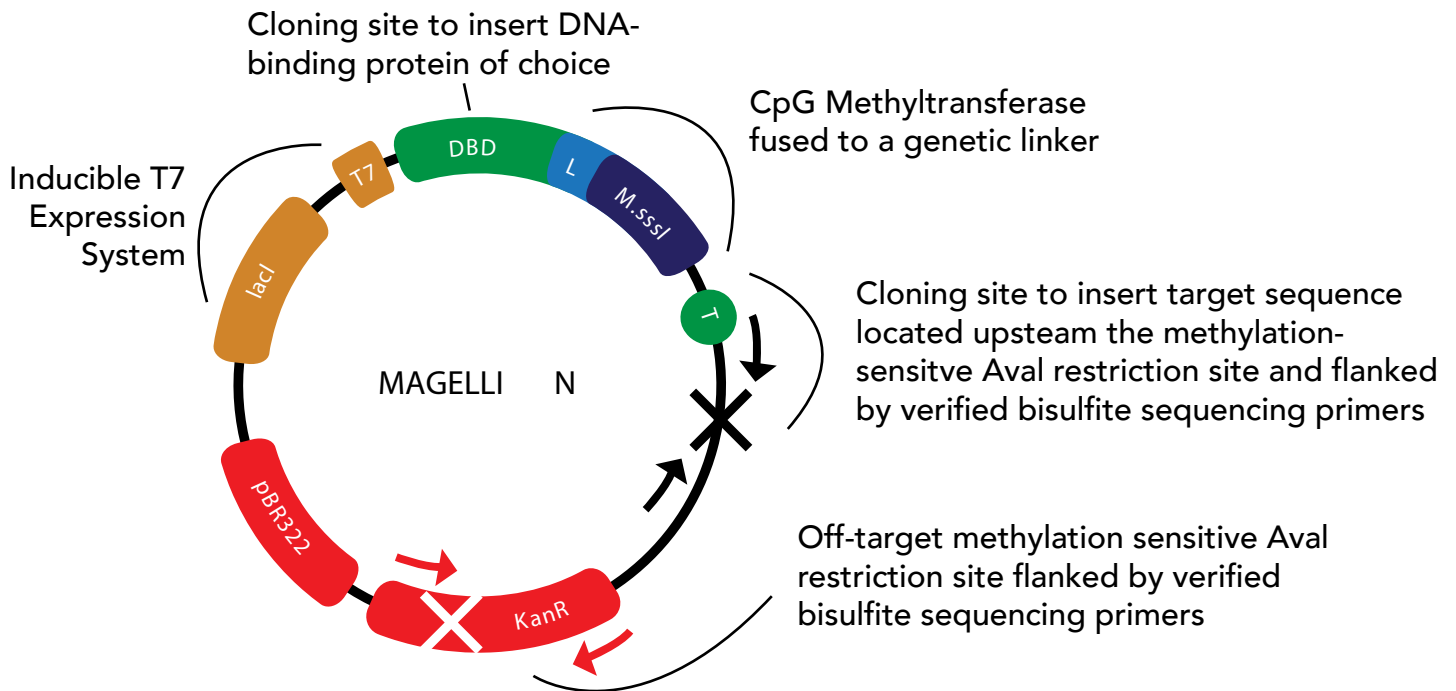 Cloning site to insert DNA-
binding protein of choice
CpG Methyltransferase
fused to a genetic linker
Inducible T7
Expression
System
T7
DBD
L
M.sssI
lacI
T
Cloning site to insert target sequence
located upsteam the methylation-
sensitve AvaI restriction site and flanked
by verified bisulfite sequencing primers
MAGELLI N
pBR322
KanR
Off-target methylation sensitive AvaI
restriction site flanked by verified
bisulfite sequencing primers